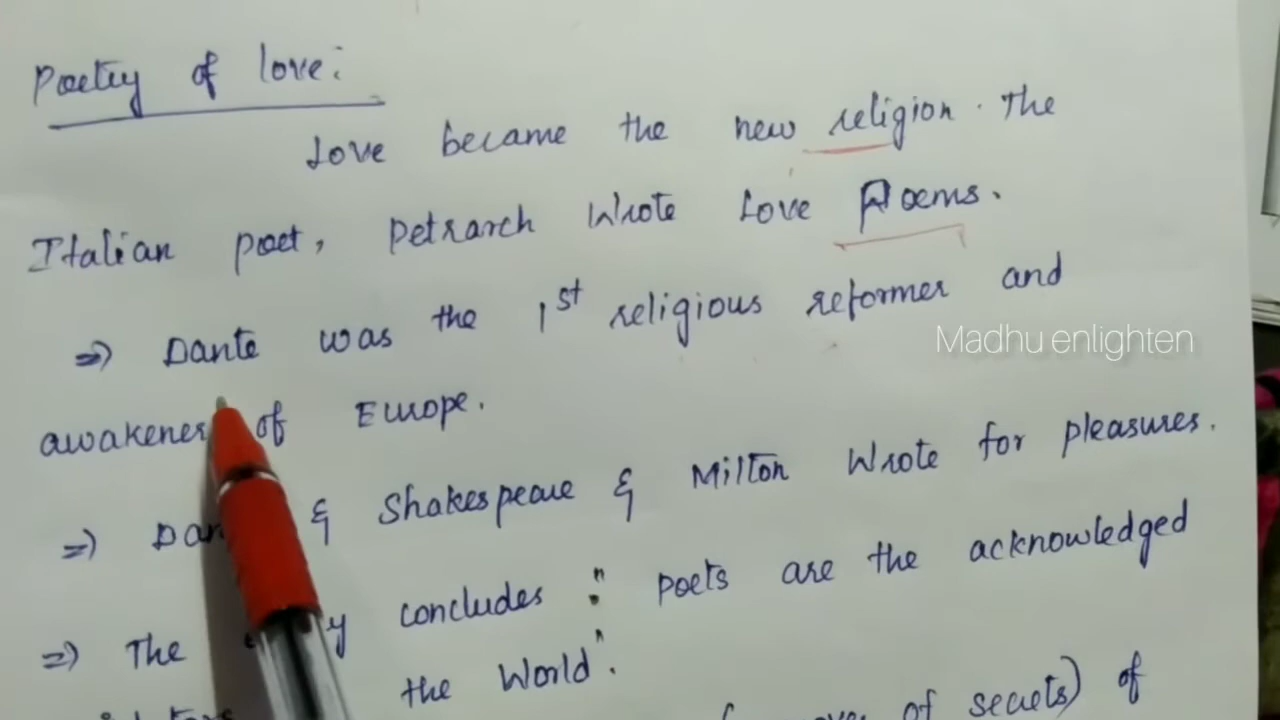 Poetry of love:
Love became the new religion. The
Italian poet, Petrarch wrote Love Poems.
=> Dante was the 1st religious reformer and
Madhu enlighten
awakener of Europe.
=> & Shakespeare & Milton wrote for pleasures.
=> The concludes : "poets are the acknowledged
the World".
of secrets) of